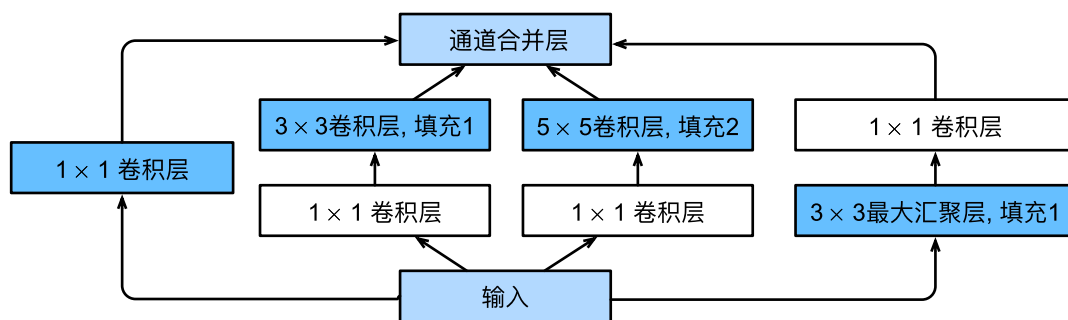 通道合并层
3 × 3卷积层, 填充1
5 × 5卷积层, 填充2
1 × 1 卷积层
1 × 1 卷积层
1 × 1 卷积层
1 × 1 卷积层
3 × 3最大汇聚层, 填充1
输入